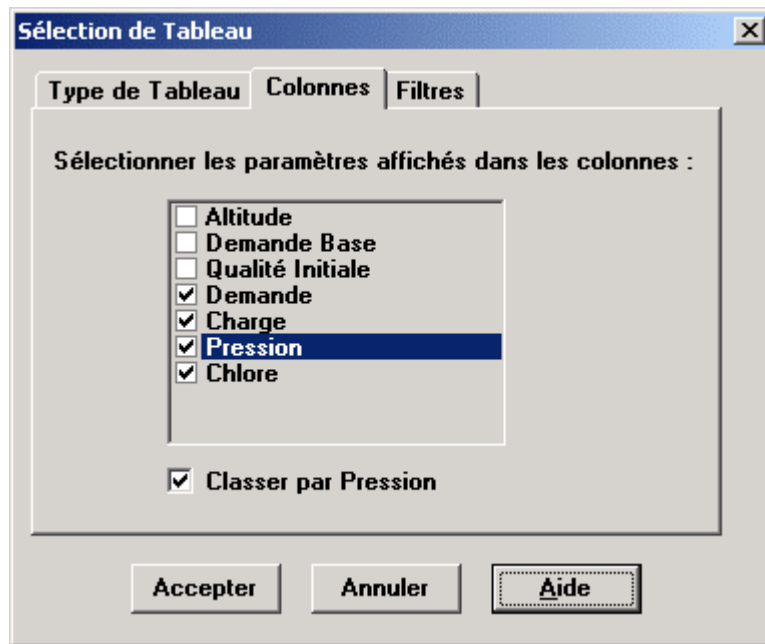 Sélection de Tableau
Type de Tableau Colonnes Filtres
Sélectionner les paramètres affichés dans les colonnes :
Altitude
Demande Base
Qualité Initiale
Demande
Charge
Pression
Chlore
Classer par Pression
Accepter Annuler Aide